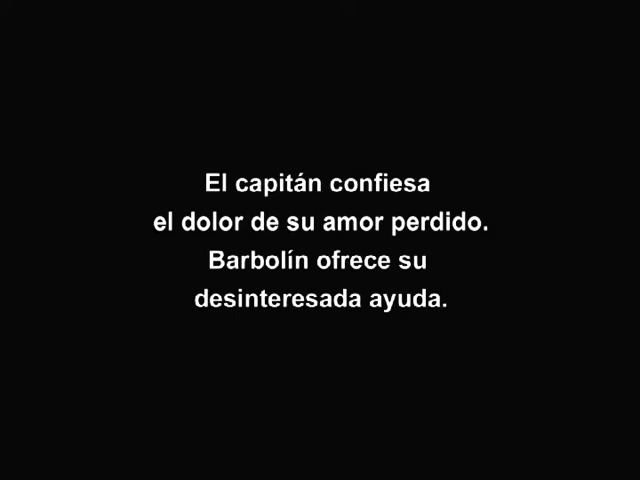 El capitán confiesa
el dolor de su amor perdido.
Barbolín ofrece su
desinteresada ayuda.